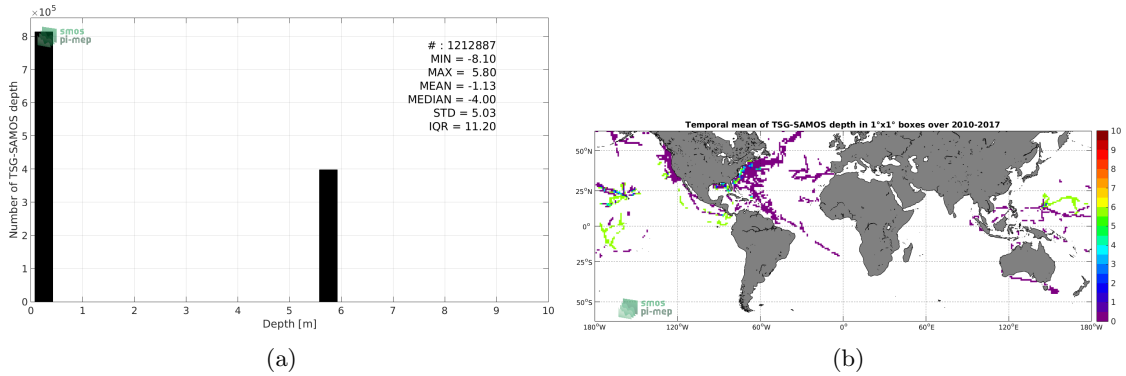 ×10⁵
8
7
6
5
4
3
2
1
0
Number of TSG-SAMOS depth
smos
pi-mep
# : 1212887
MIN = -8.10
MAX = 5.80
MEAN = -1.13
MEDIAN = -4.00
STD = 5.03
IQR = 11.20
0 1 2 3 4 5 6 7 8 9 10
Depth [m]
(a)
Temporal mean of TSG-SAMOS depth in 1°x1° boxes over 2010-2017
50°N
25°N
0°
25°S
50°S
smos
pi-mep
180°W 120°W 60°W 0° 60°E 120°E 180°W
10
9
8
7
6
5
4
3
2
1
0
(b)